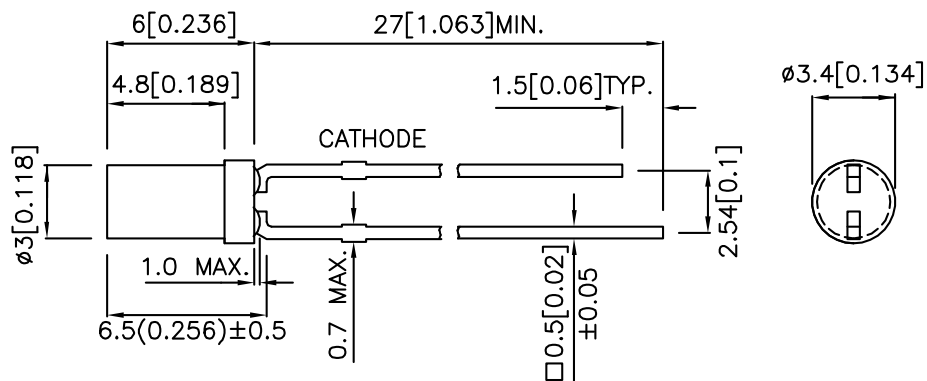 6[0.236]
27[1.063]MIN.
4.8[0.189]
1.5[0.06]TYP.
ø3.4[0.134]
CATHODE
ø3[0.118]
2.54[0.1]
1.0 MAX.
0.7 MAX.
□0.5[0.02]
±0.05
6.5(0.256)±0.5